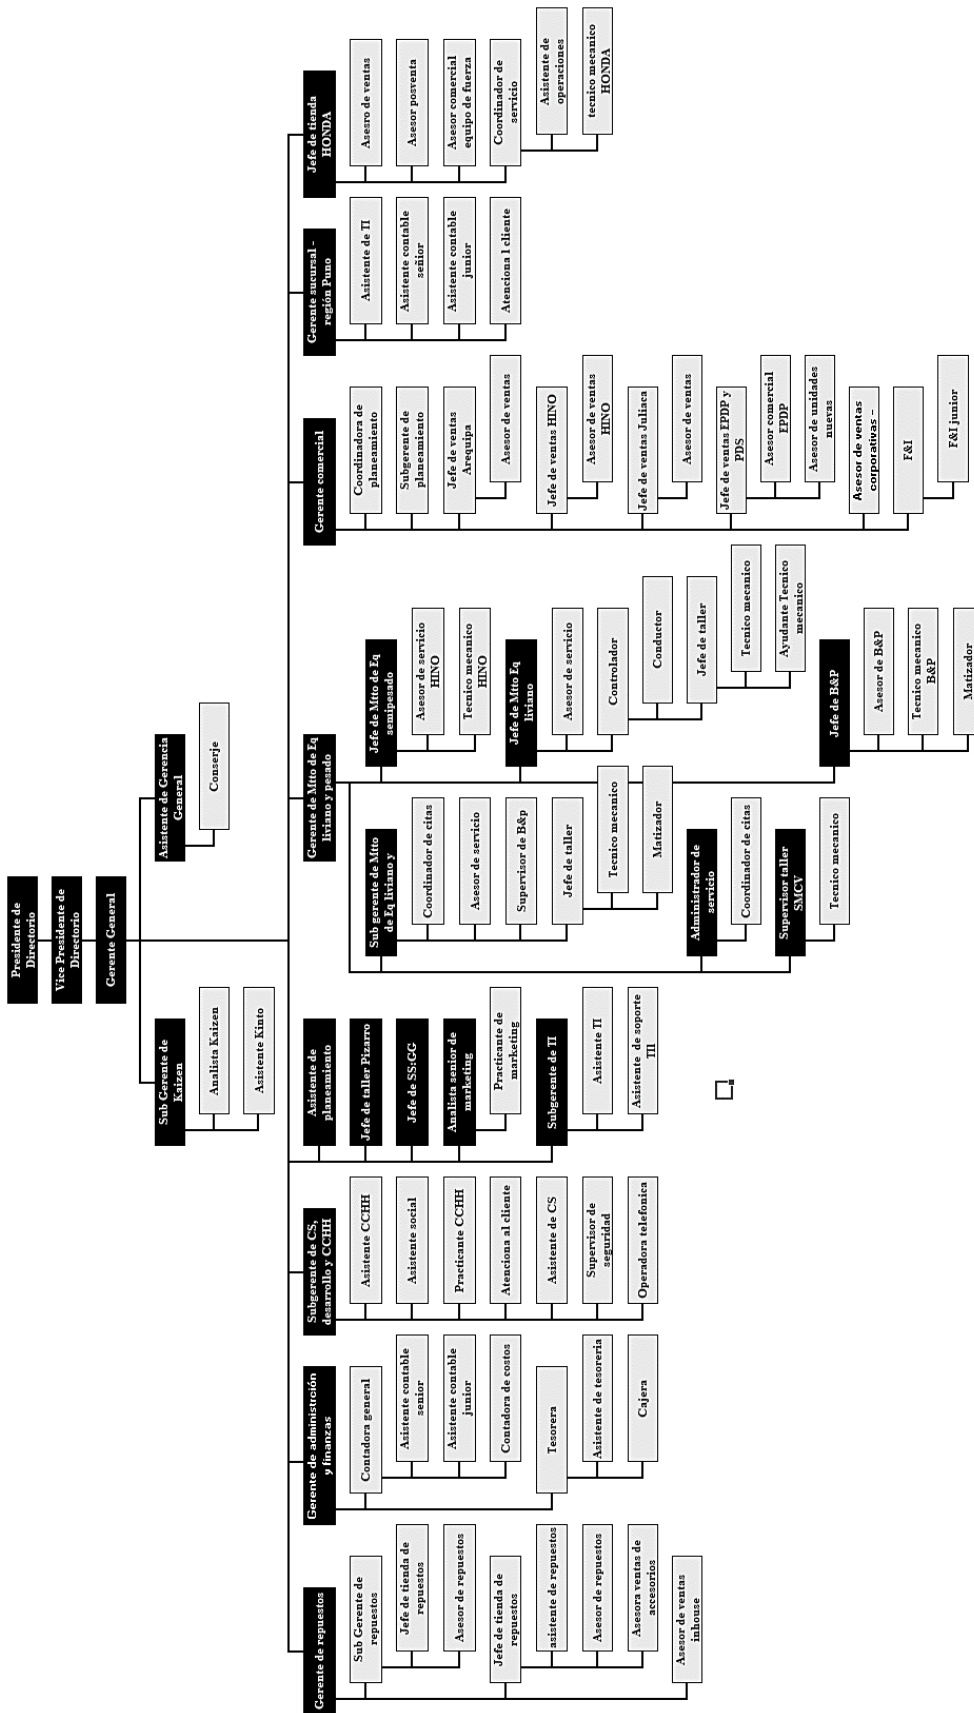 Presidente de
Directorio
Vice Presidente de
Directorio
Gerente General
Sub Gerente de
Kaizen
Analista Kaizen
Asistente Kinto
Asistente de Gerencia
General
Conserje
Gerente de repuestos
Sub Gerente de
repuestos
Jefe de tienda de
repuestos
Asesor de repuestos
Jefe de tienda de
repuestos
asistente de repuestos
Asesor de repuestos
Asesora ventas de
accesorios
Asesor de ventas
inhouse
Gerente de administrción
y finanzas
Contadora general
Asistente contable
senior
Asistente contable
junior
Contadora de costos
Tesorera
Asistente de tesoreria
Cajera
Subgerente de CS,
desarrollo y CCHH
Asistente CCHH
Asistente social
Practicante CCHH
Atenciona al cliente
Asistente de CS
Supervisor de
seguridad
Operadora telefonica
Asistente de
planeamiento
Jefe de taller Pizarro
Jefe de SS:GG
Analista senior de
marketing
Practicante de
marketing
Subgerente de TI
Asistente TI
Asistente de soporte
TII
Gerente de Mtto de Eq
liviano y pesado
Sub gerente de Mtto
de Eq liviano y
Coordinador de citas
Asesor de servicio
Supervisor de B&p
Jefe de taller
Tecnico mecanico
Matizador
Administrador de
servicio
Coordinador de citas
Supervisor taller
SMCV
Tecnico mecanico
Jefe de Mtto de Eq
semipesado
Asesor de servicio
HINO
Tecnico mecanico
HINO
Jefe de Mtto Eq
liviano
Asesor de servicio
Controlador
Conductor
Jefe de taller
Tecnico mecanico
Ayudante Tecnico
mecanico
Jefe de B&P
Asesor de B&P
Tecnico mecanico
B&P
Matizador
Gerente comercial
Coordinadora de
planeamiento
Subgerente de
planeamiento
Jefe de ventas
Arequipa
Asesor de ventas
Jefe de ventas HINO
Asesor de ventas
HINO
Jefe de ventas Juliaca
Asesor de ventas
Jefe de ventas EPDP y
PDS
Asesor comercial
EPDP
Asesor de unidades
nuevas
Asesor de ventas
corporativas –
F&I
F&I junior
Gerente sucursal –
región Puno
Asistente de TI
Asistente contable
señior
Asistente contable
junior
Atenciona l cliente
Jefe de tienda
HONDA
Asesro de ventas
Asesor posventa
Asesor comercial
equipo de fuerza
Coordinador de
servicio
Asistente de
operaciones
tecnico mecanico
HONDA